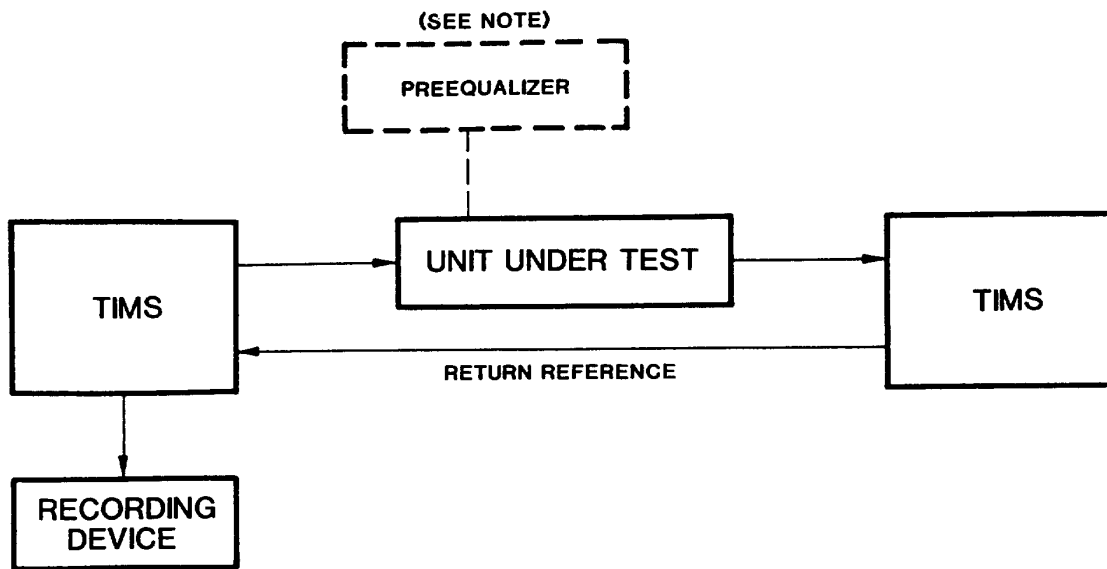 (SEE NOTE)
PREEQUALIZER
UNIT UNDER TEST
TIMS
TIMS
RETURN REFERENCE
RECORDING
DEVICE